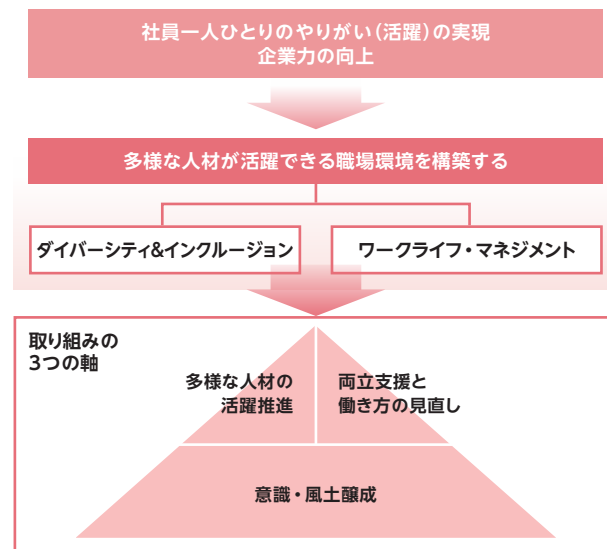 社員一人ひとりのやりがい（活躍）の実現
企業力の向上
多様な人材が活躍できる職場環境を構築する
ダイバーシティ&インクルージョン
ワークライフ・マネジメント
取り組みの
3つの軸
多様な人材の
活躍推進
両立支援と
働き方の見直し
意識・風土醸成